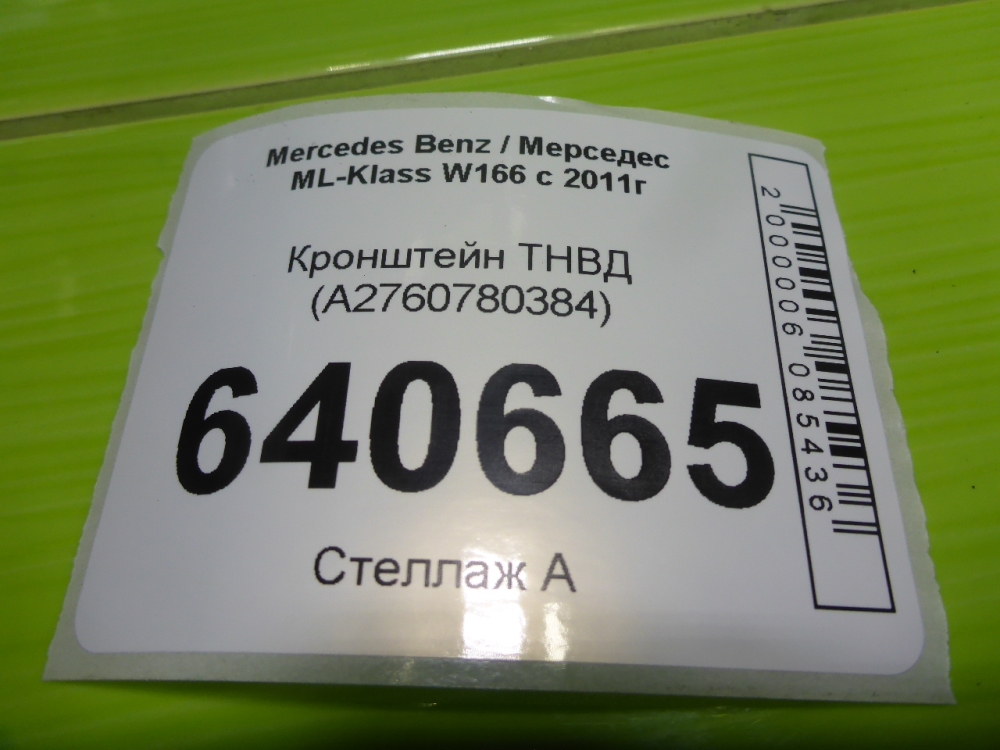 Mercedes Benz / Мерседес
ML-Klass W166 с 2011г
Кронштейн ТНВД
(A2760780384)
640665
Стеллаж А
2000006085436